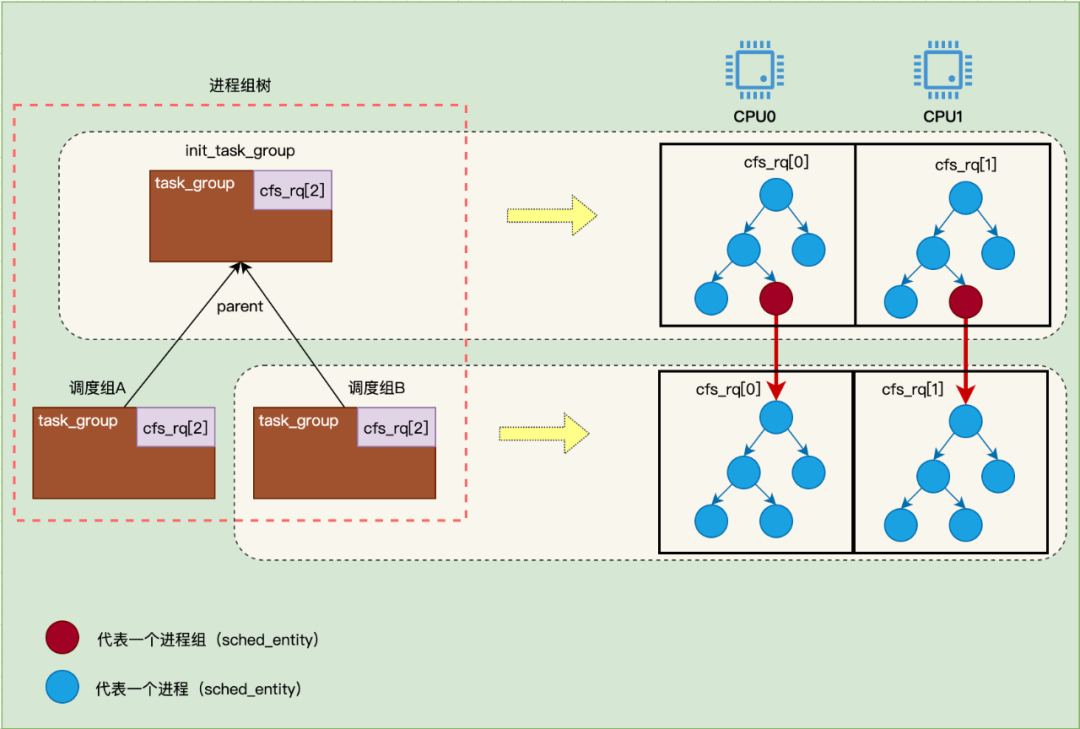 进程组树
CPU0
CPU1
init_task_group
task_group
cfs_rq[2]
cfs_rq[0]
cfs_rq[1]
parent
调度组A
调度组B
task_group
cfs_rq[2]
task_group
cfs_rq[2]
cfs_rq[0]
cfs_rq[1]
代表一个进程组（sched_entity）
代表一个进程（sched_entity）